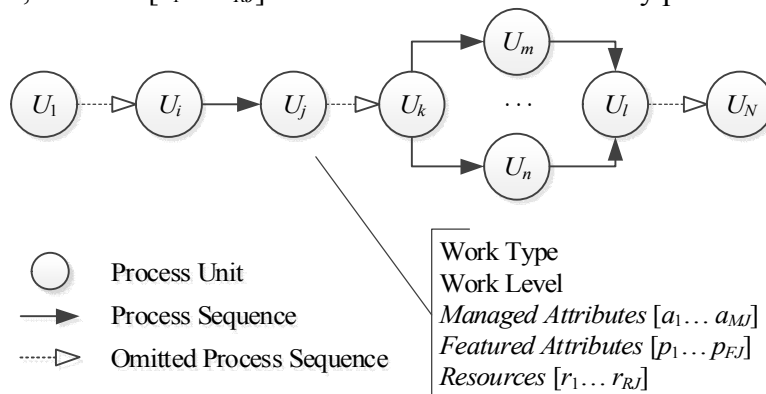 U1
Ui
Uj
Uk
Um
...
Un
Ul
UN
Process Unit
Process Sequence
Omitted Process Sequence
Work Type
Work Level
Managed Attributes [a1… aMJ]
Featured Attributes [p1… pFJ]
Resources [r1… rRJ]